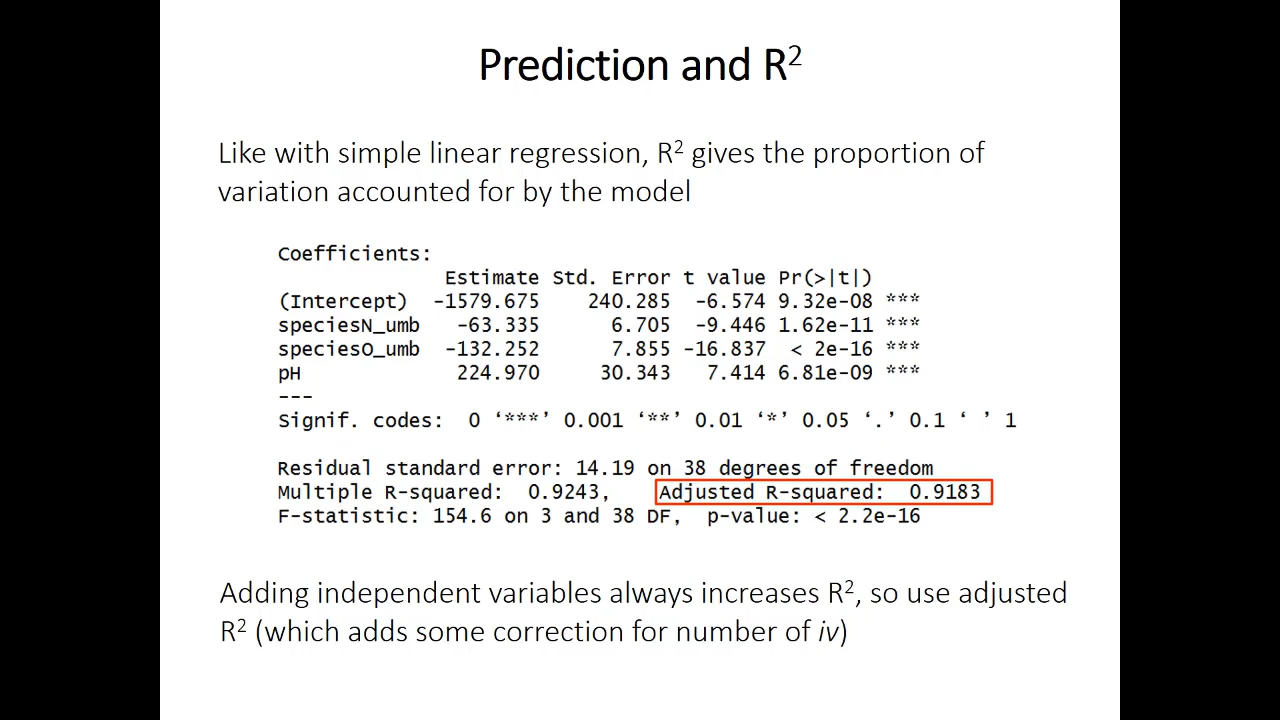 Prediction and R²
Like with simple linear regression, R² gives the proportion of
variation accounted for by the model
Coefficients:
Estimate Std. Error t value Pr(>|t|)
(Intercept) -1579.675 240.285 -6.574 9.32e-08 ***
speciesN_umb -63.335 6.705 -9.446 1.62e-11 ***
speciesO_umb -132.252 7.855 -16.837 < 2e-16 ***
pH 224.970 30.343 7.414 6.81e-09 ***
---
Signif. codes: 0 ‘***’ 0.001 ‘**’ 0.01 ‘*’ 0.05 ‘.’ 0.1 ‘ ’ 1
Residual standard error: 14.19 on 38 degrees of freedom
Multiple R-squared: 0.9243, Adjusted R-squared: 0.9183
F-statistic: 154.6 on 3 and 38 DF, p-value: < 2.2e-16
Adding independent variables always increases R², so use adjusted
R² (which adds some correction for number of iv)